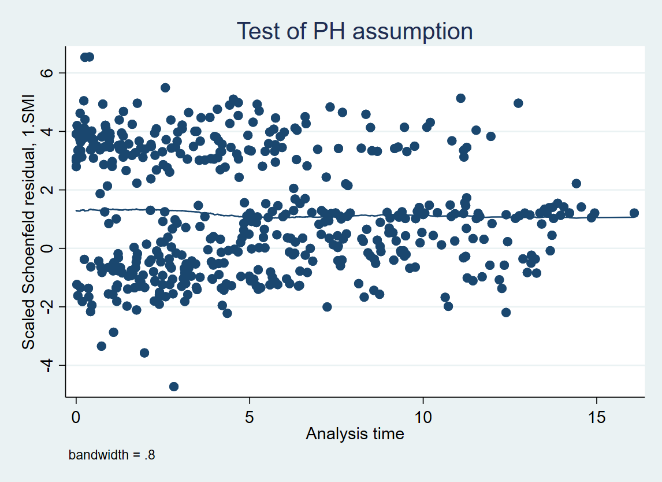 Test of PH assumption
Scaled Schoenfeld residual, 1.SMI
6
4
2
0
-2
-4
0
5
10
15
Analysis time
bandwidth = .8